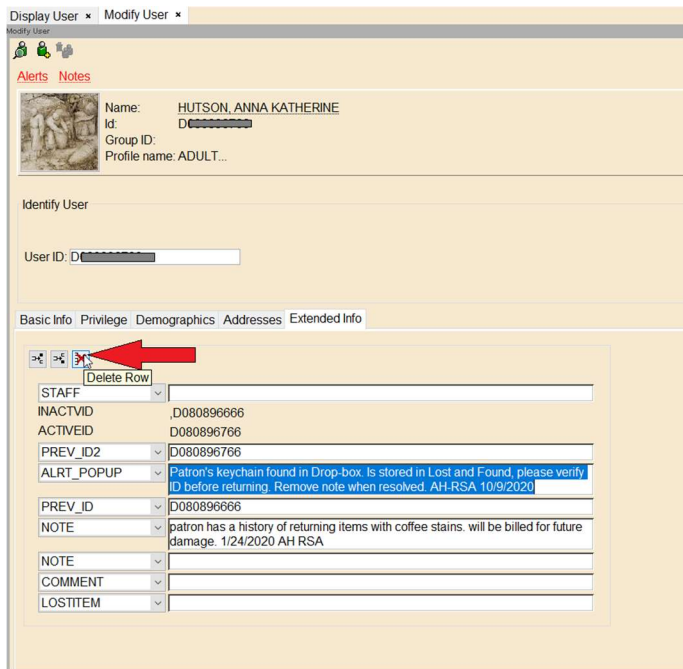 Display User × Modify User ×
Modify User
Alerts Notes
Name: HUTSON, ANNA KATHERINE
Id: D
Group ID:
Profile name: ADULT...
Identify User
User ID: D
Basic Info Privilege Demographics Addresses Extended Info
Delete Row
STAFF
INACTVID ,D080896666
ACTIVEID D080896766
PREV_ID2 D080896766
ALRT_POPUP Patron's keychain found in Drop-box. Is stored in Lost and Found, please verify
ID before returning. Remove note when resolved. AH-RSA 10/9/2020
PREV_ID D080896666
NOTE patron has a history of returning items with coffee stains. will be billed for future
damage. 1/24/2020 AH RSA
NOTE
COMMENT
LOSTITEM